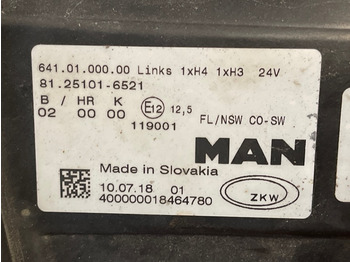 641.01.000.00 Links 1xH4 1xH3 24V
81.25101-6521
B / HR K
02 00 00
E12 12,5
119001
FL/NSW CO-SW
MAN
Made in Slovakia
10.07.18 01
400000018464780
ZKW